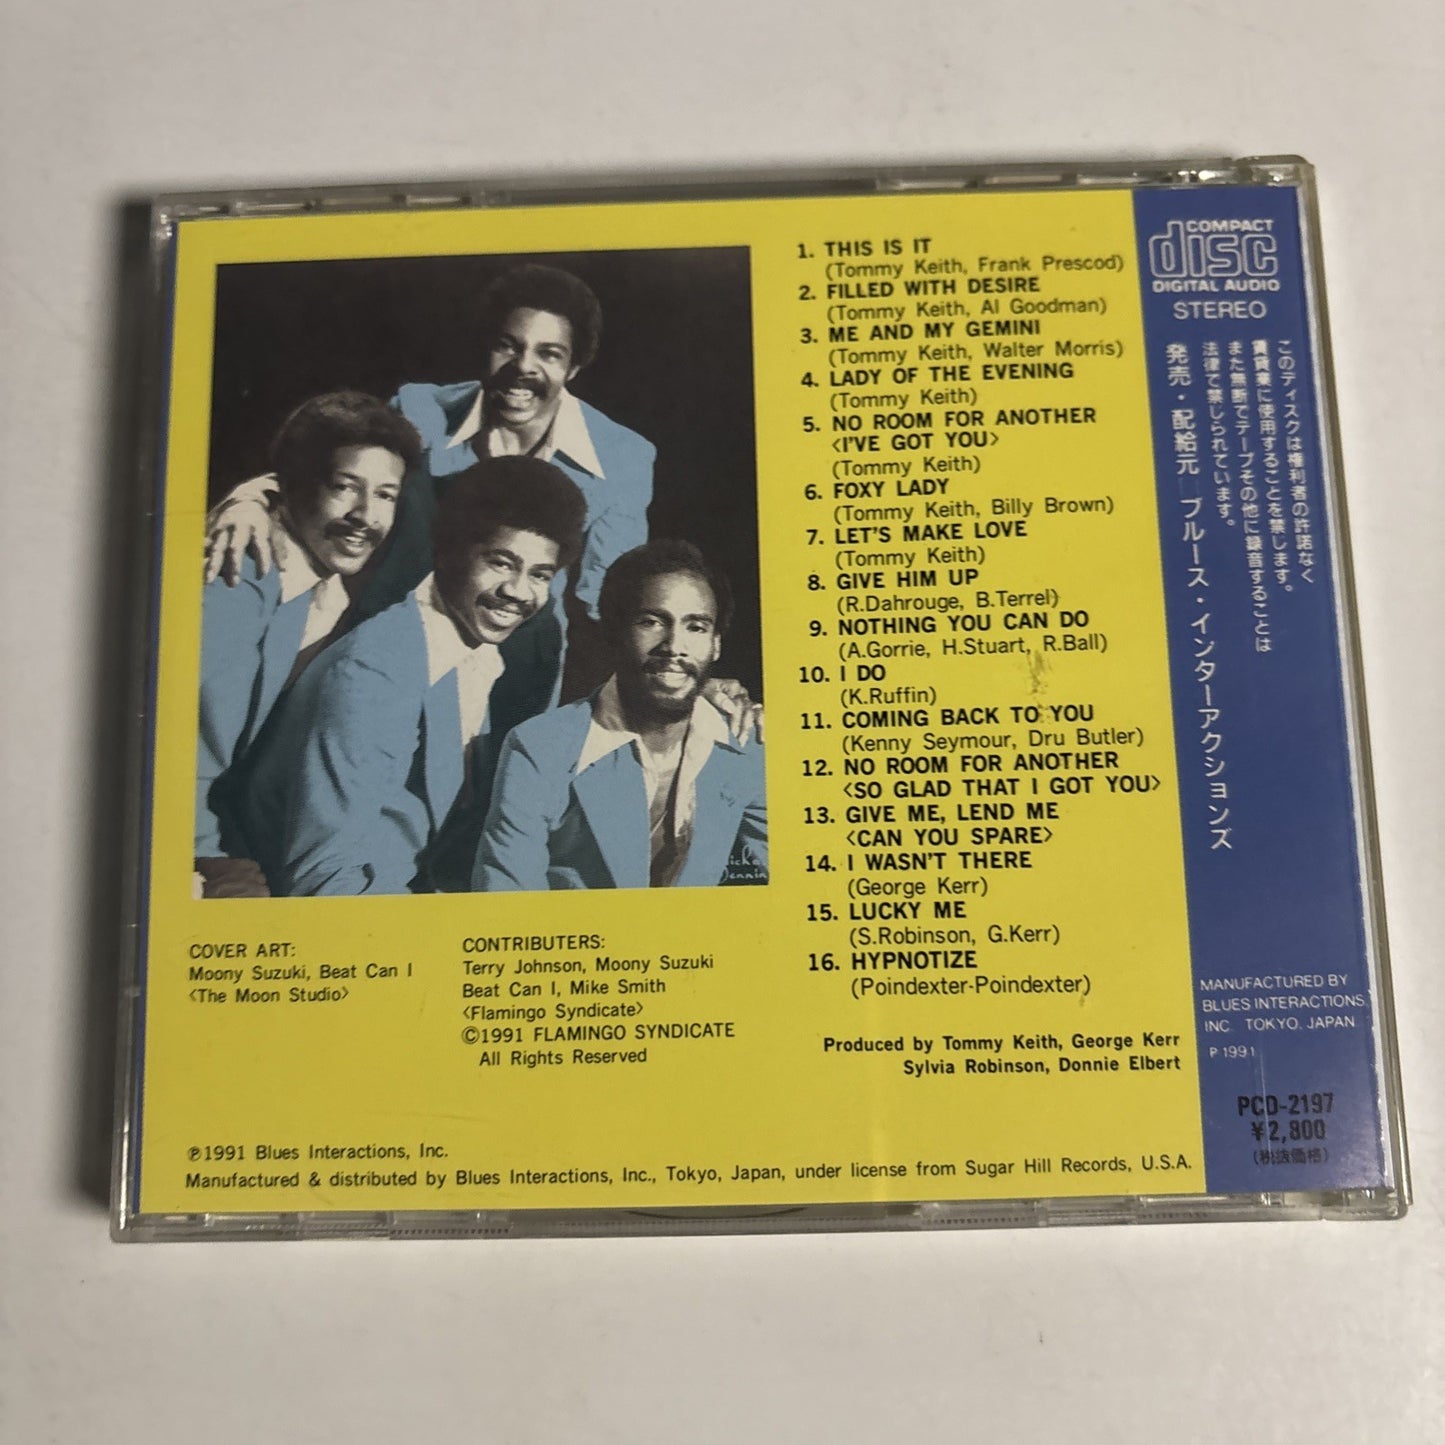 1. THIS IS IT
(Tommy Keith, Frank Prescod)
2. FILLED WITH DESIRE
(Tommy Keith, Al Goodman)
3. ME AND MY GEMINI
(Tommy Keith, Walter Morris)
4. LADY OF THE EVENING
(Tommy Keith)
5. NO ROOM FOR ANOTHER
<I'VE GOT YOU>
(Tommy Keith)
6. FOXY LADY
(Tommy Keith, Billy Brown)
7. LET'S MAKE LOVE
(Tommy Keith)
8. GIVE HIM UP
(R.Dahrouge, B.Terrel)
9. NOTHING YOU CAN DO
(A.Gorrie, H.Stuart, R.Ball)
10. I DO
(K.Ruffin)
11. COMING BACK TO YOU
(Kenny Seymour, Dru Butler)
12. NO ROOM FOR ANOTHER
<SO GLAD THAT I GOT YOU>
13. GIVE ME, LEND ME
<CAN YOU SPARE>
14. I WASN'T THERE
(George Kerr)
15. LUCKY ME
(S.Robinson, G.Kerr)
16. HYPNOTIZE
(Poindexter-Poindexter)
Produced by Tommy Keith, George Kerr
Sylvia Robinson, Donnie Elbert
COVER ART:
Moony Suzuki, Beat Can I
<The Moon Studio>
CONTRIBUTERS:
Terry Johnson, Moony Suzuki
Beat Can I, Mike Smith
<Flamingo Syndicate>
©1991 FLAMINGO SYNDICATE
All Rights Reserved
℗1991 Blues Interactions, Inc.
Manufactured & distributed by Blues Interactions, Inc., Tokyo, Japan, under license from Sugar Hill Records, U.S.A.
COMPACT
disc
DIGITAL AUDIO
STEREO
このディスクは権利者の許諾なく
賃貸業に使用することを禁じます。
また無断でテープその他に録音することは
法律で禁じられています。
発売・配給元 ブルース・インターアクションズ
MANUFACTURED BY
BLUES INTERACTIONS,
INC. TOKYO, JAPAN
P 1991
PCD-2197
¥2,800
(税抜価格)